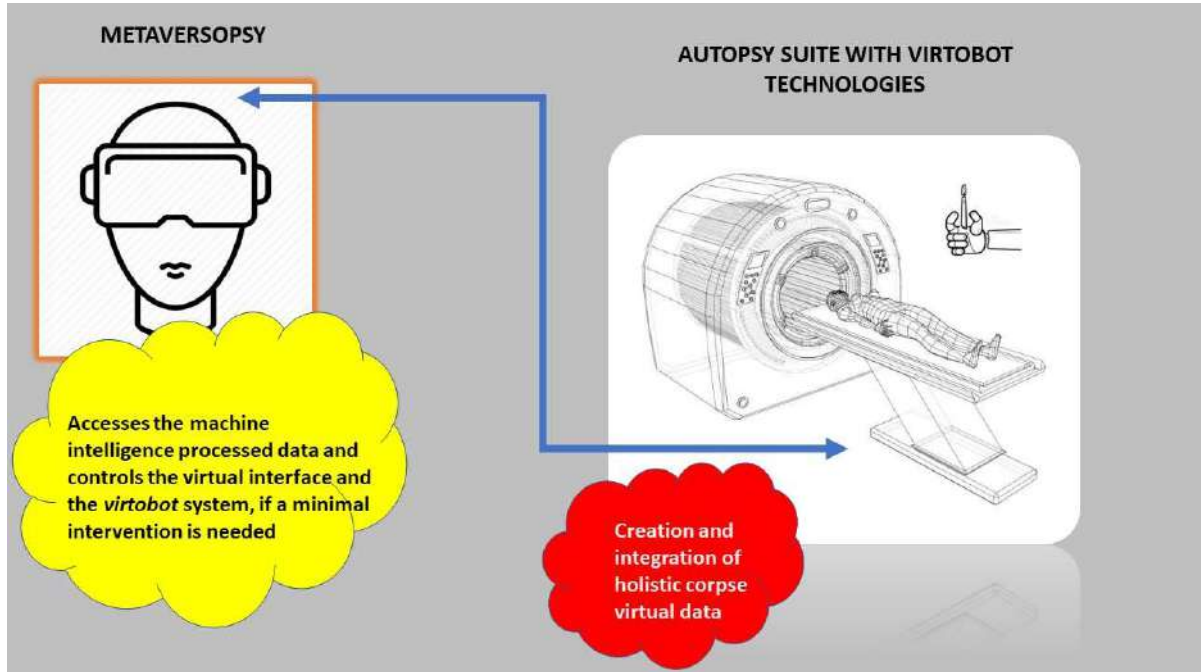 METAVERSOPSY
AUTOPSY SUITE WITH VIRTOBOT
TECHNOLOGIES
Accesses the machine
intelligence processed data and
controls the virtual interface and
the virtobot system, if a minimal
intervention is needed
Creation and
integration of
holistic corpse
virtual data